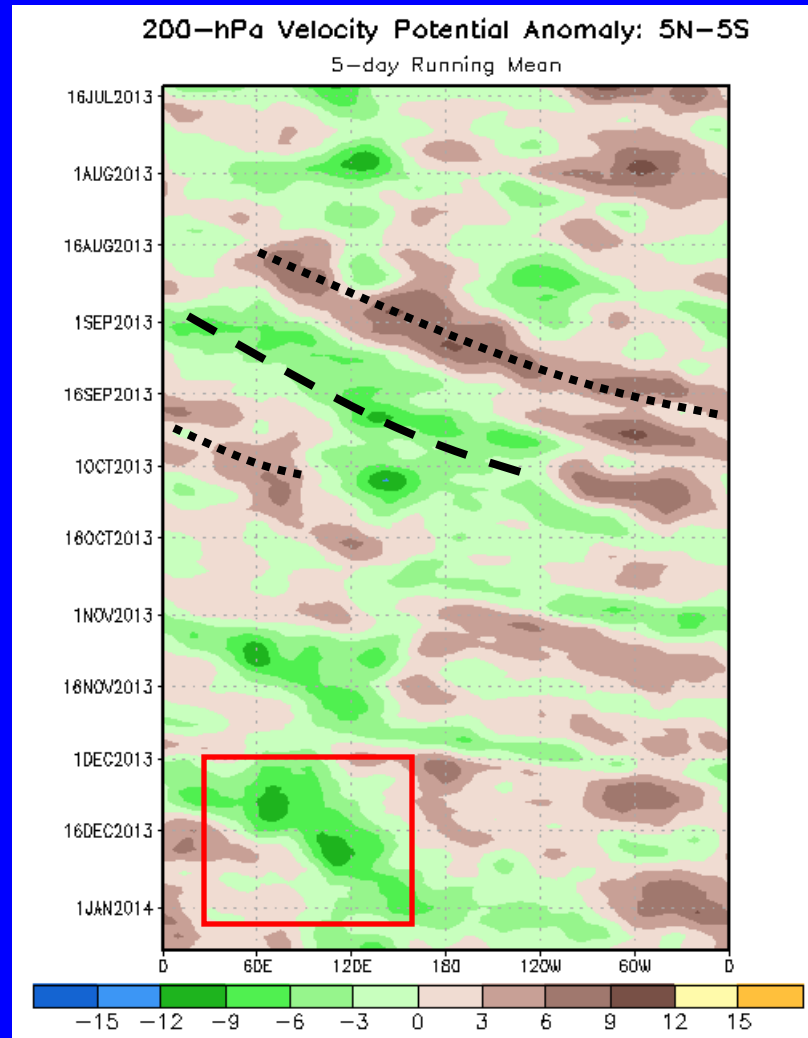 200-hPa Velocity Potential Anomaly: 5N-5S
5-day Running Mean
16JUL2013
1AUG2013
16AUG2013
1SEP2013
16SEP2013
1OCT2013
16OCT2013
1NOV2013
16NOV2013
1DEC2013
16DEC2013
1JAN2014
0 60E 120E 180 120W 60W 0
-15 -12 -9 -6 -3 0 3 6 9 12 15